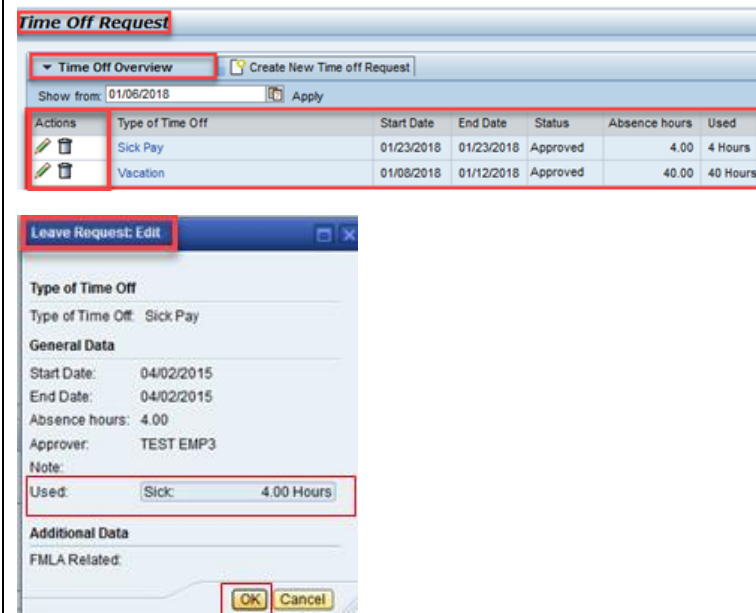 Time Off Request
Time Off Overview Create New Time off Request
Show from: 01/06/2018 Apply
Actions Type of Time Off Start Date End Date Status Absence hours Used
Sick Pay 01/23/2018 01/23/2018 Approved 4.00 4 Hours
Vacation 01/08/2018 01/12/2018 Approved 40.00 40 Hours
Leave Request: Edit
Type of Time Off
Type of Time Off: Sick Pay
General Data
Start Date: 04/02/2015
End Date: 04/02/2015
Absence hours: 4.00
Approver: TEST EMP3
Note:
Used: Sick: 4.00 Hours
Additional Data
FMLA Related:
OK Cancel